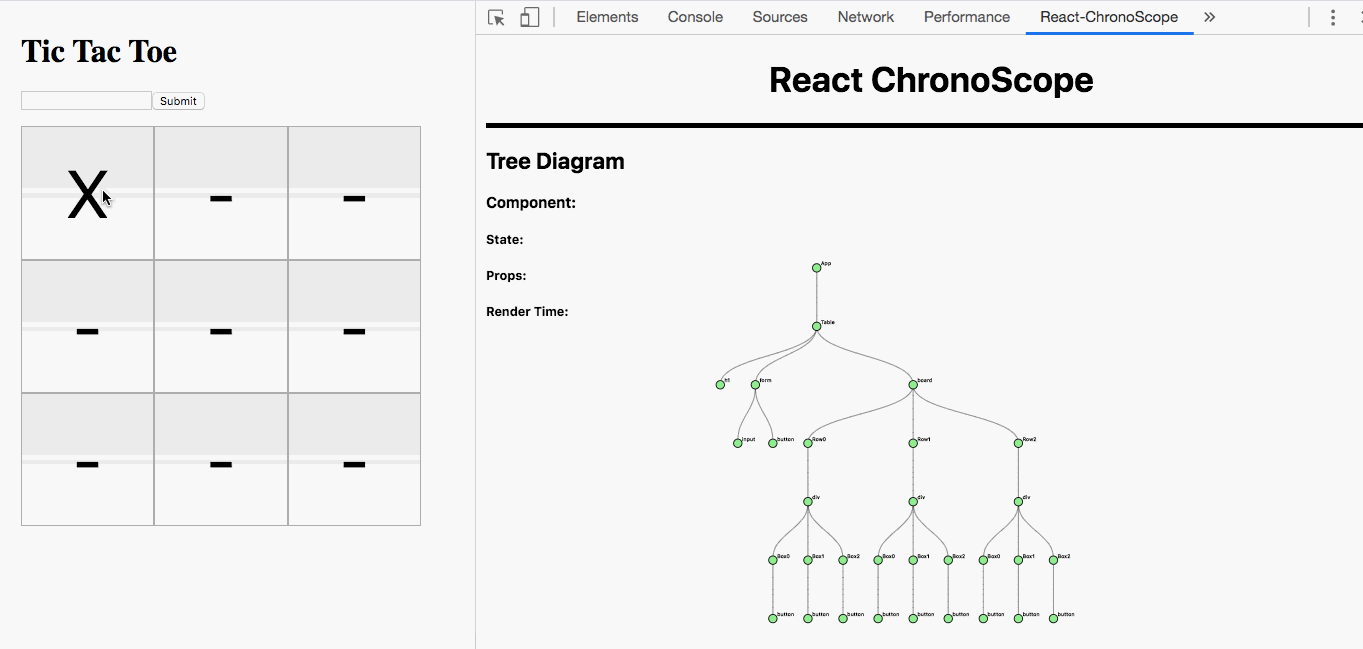 Tic Tac Toe
Submit
X - -
- - -
- - -
Elements Console Sources Network Performance React-ChronoScope »
React ChronoScope
Tree Diagram
Component:
State:
Props:
Render Time:
App
Table
h1 form board
input button Row0 Row1 Row2
div div div
Box0 Box1 Box2 Box0 Box1 Box2 Box0 Box1 Box2
button button button button button button button button button